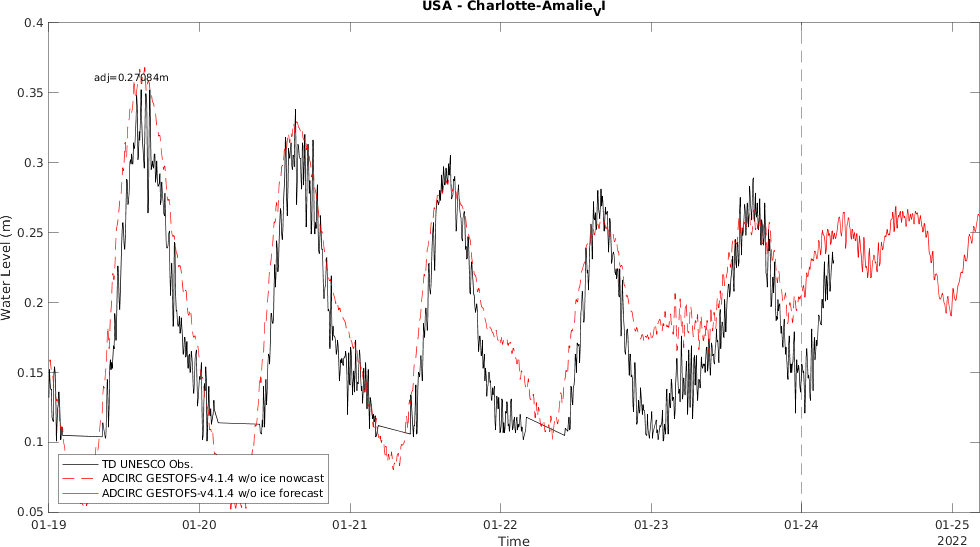 USA - Charlotte-Amalie_VI
0.4
adj=0.27084m
0.35
0.3
0.25
0.2
0.15
0.1
0.05
Water Level (m)
TD UNESCO Obs.
ADCIRC GESTOFS-v4.1.4 w/o ice nowcast
ADCIRC GESTOFS-v4.1.4 w/o ice forecast
01-19 01-20 01-21 01-22 01-23 01-24 01-25
Time
2022